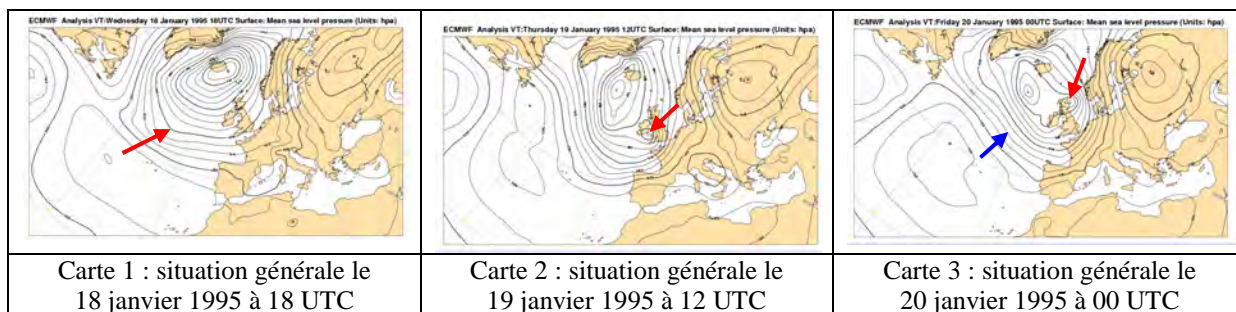 ECMWF Analysis VT:Wednesday 18 January 1995 18UTC Surface: Mean sea level pressure (Units: hpa)
ECMWF Analysis VT:Thursday 19 January 1995 12UTC Surface: Mean sea level pressure (Units: hpa)
ECMWF Analysis VT:Friday 20 January 1995 00UTC Surface: Mean sea level pressure (Units: hpa)
Carte 1 : situation générale le
18 janvier 1995 à 18 UTC
Carte 2 : situation générale le
19 janvier 1995 à 12 UTC
Carte 3 : situation générale le
20 janvier 1995 à 00 UTC